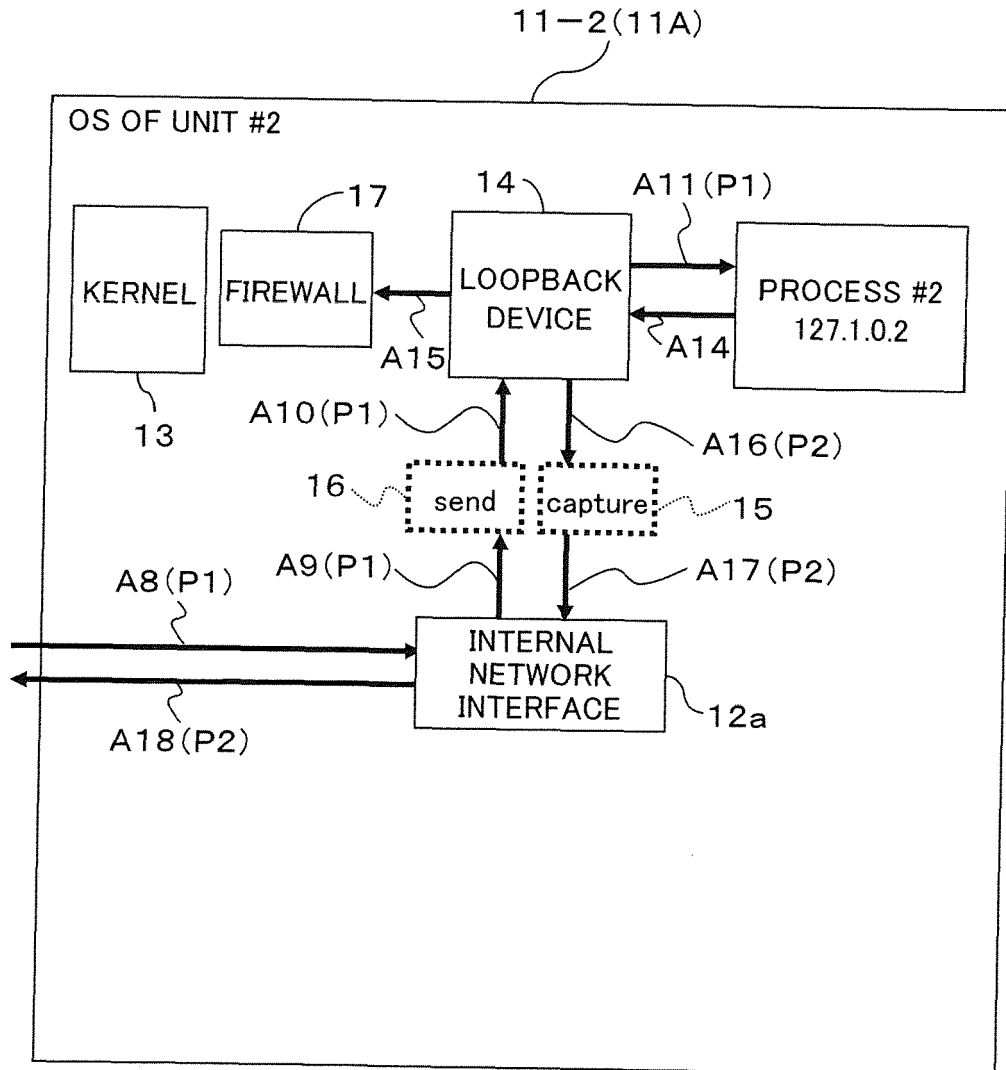 11-2(11A)
OS OF UNIT #2
14
A11(P1)
17
KERNEL
FIREWALL
LOOPBACK
DEVICE
PROCESS #2
127.1.0.2
A15
A14
13
A10(P1)
A16(P2)
16
send
capture
15
A9(P1)
A17(P2)
A8(P1)
INTERNAL
NETWORK
INTERFACE
12a
A18(P2)